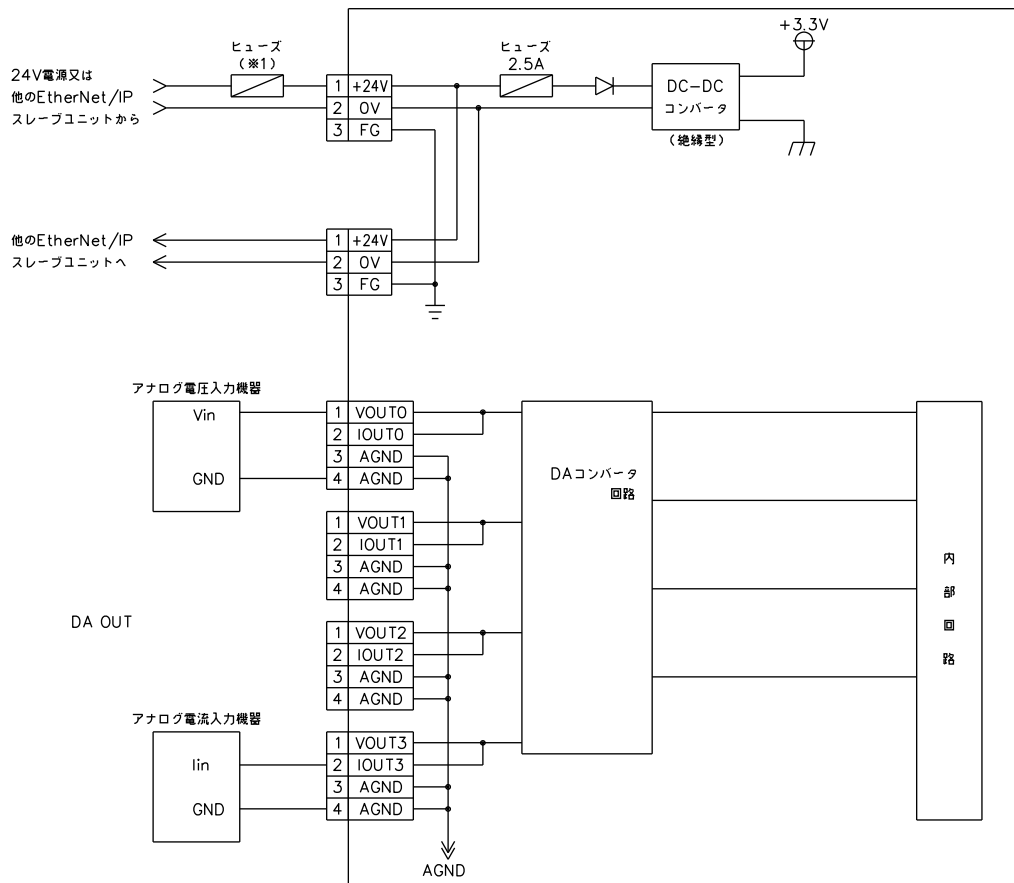 +3.3V
ヒューズ
(※1)
ヒューズ
2.5A
24V電源又は
他のEtherNet/IP
スレーブユニットから
1 +24V
2 0V
3 FG
DC-DC
コンバータ
(絶縁型)
他のEtherNet/IP
スレーブユニットへ
1 +24V
2 0V
3 FG
アナログ電圧入力機器
Vin
GND
1 VOUT0
2 IOUT0
3 AGND
4 AGND
DAコンバータ
回路
1 VOUT1
2 IOUT1
3 AGND
4 AGND
内
部
回
路
DA OUT
1 VOUT2
2 IOUT2
3 AGND
4 AGND
アナログ電流入力機器
Iin
GND
1 VOUT3
2 IOUT3
3 AGND
4 AGND
AGND